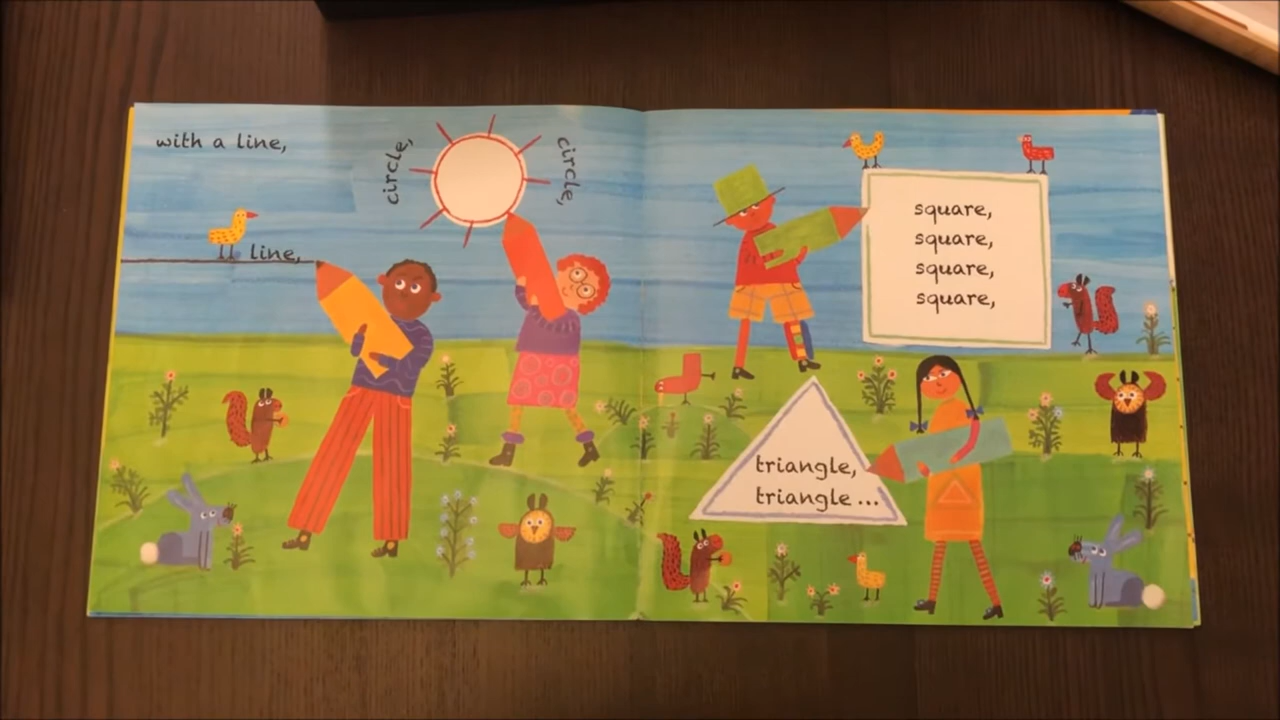 with a line,
line,
circle,
circle,
square,
square,
square,
square,
triangle,
triangle ...